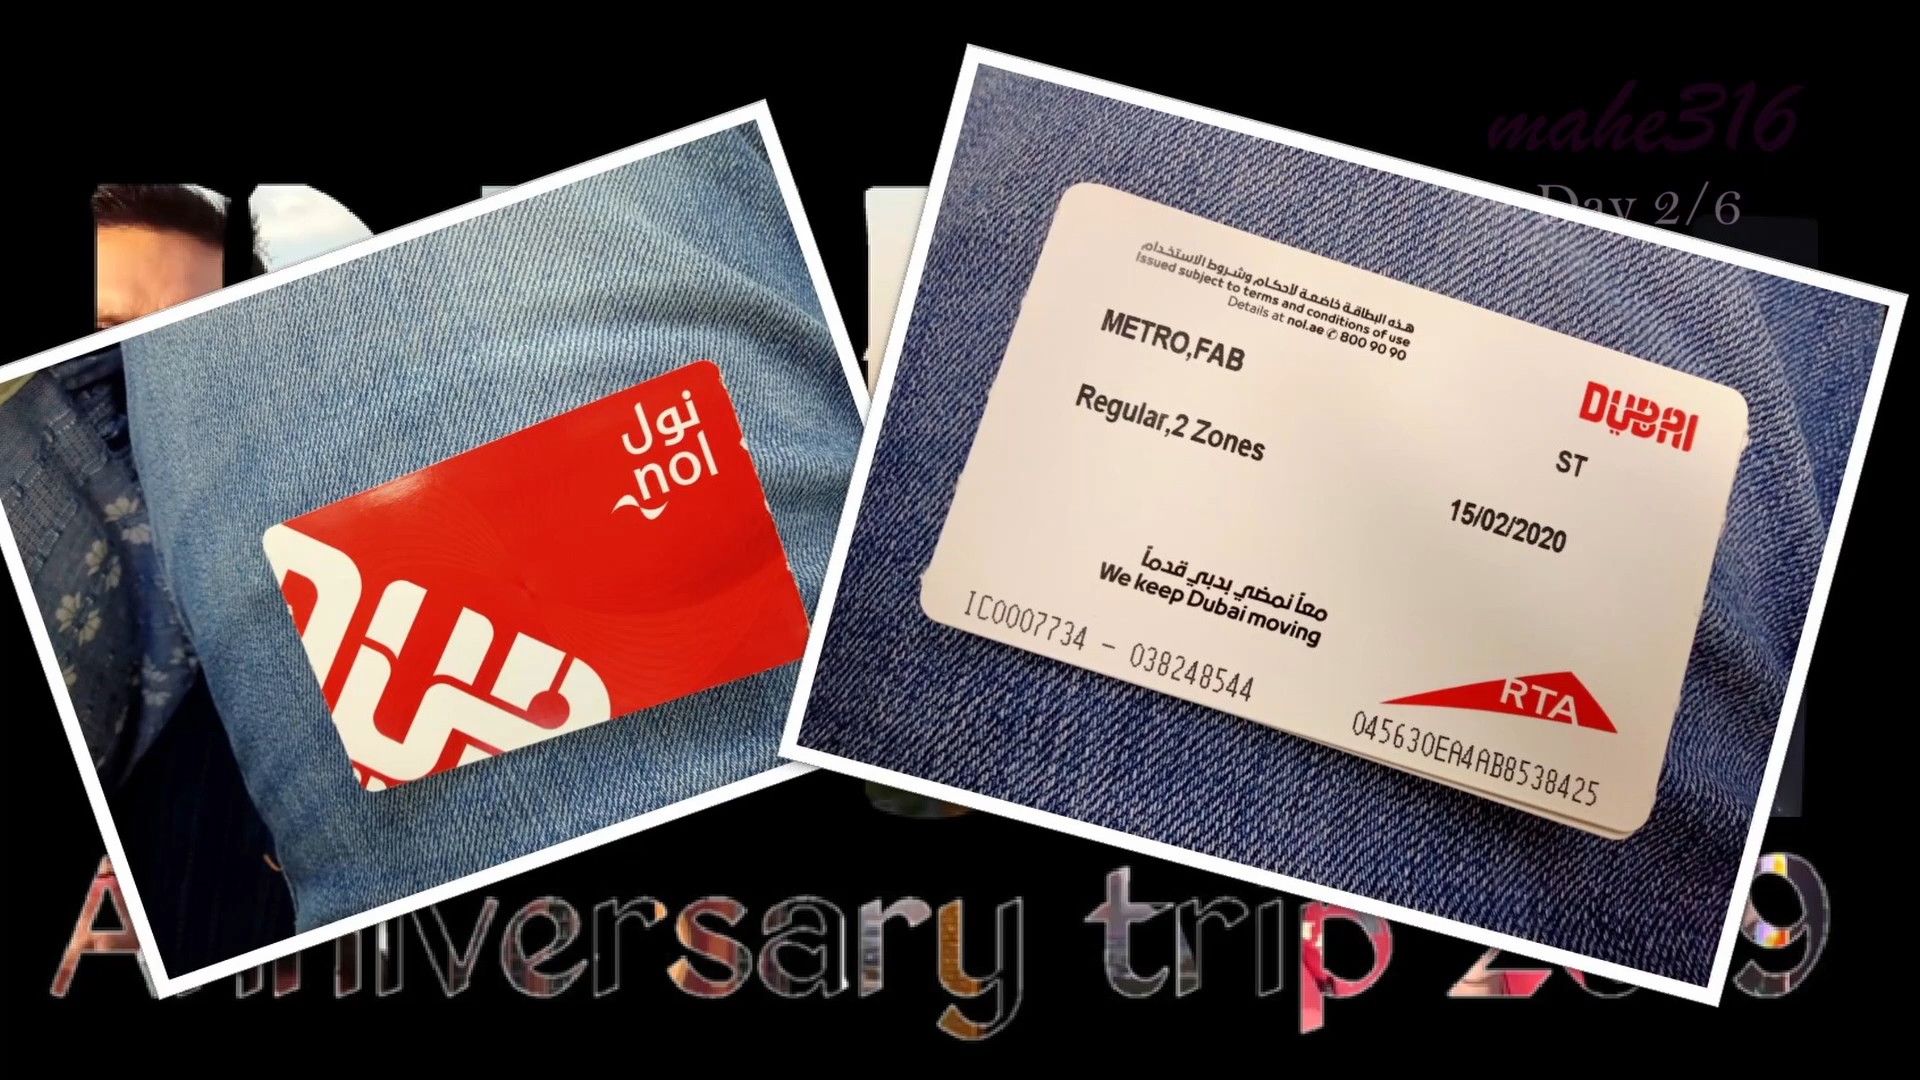 mahe316
Day 2/6
نول
nol
هذه البطاقة خاضعة لأحكام وشروط الاستخدام
Issued subject to terms and conditions of use
Details at nol.ae ✆ 800 90 90
METRO,FAB
Regular,2 Zones
DUBAI
ST
15/02/2020
معاً نمضي بدبي قدماً
We keep Dubai moving
IC0007734 - 038248544
RTA
045630EA4AB8538425
Anniversary trip 2019